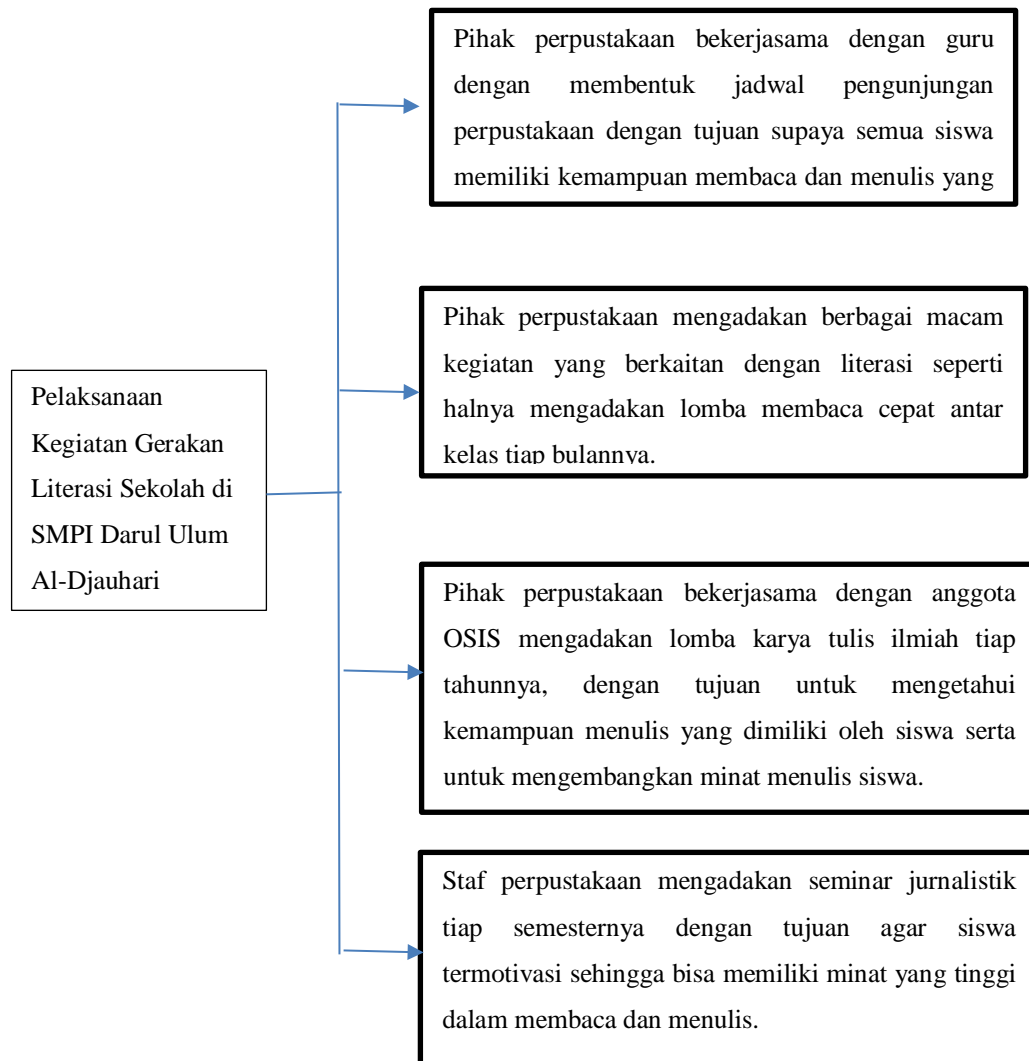 Pihak perpustakaan bekerjasama dengan guru
dengan membentuk jadwal pengunjungan
perpustakaan dengan tujuan supaya semua siswa
memiliki kemampuan membaca dan menulis yang
Pihak perpustakaan mengadakan berbagai macam
kegiatan yang berkaitan dengan literasi seperti
halnya mengadakan lomba membaca cepat antar
kelas tiap bulannya.
Pelaksanaan
Kegiatan Gerakan
Literasi Sekolah di
SMPI Darul Ulum
Al-Djauhari
Pihak perpustakaan bekerjasama dengan anggota
OSIS mengadakan lomba karya tulis ilmiah tiap
tahunnya, dengan tujuan untuk mengetahui
kemampuan menulis yang dimiliki oleh siswa serta
untuk mengembangkan minat menulis siswa.
Staf perpustakaan mengadakan seminar jurnalistik
tiap semesternya dengan tujuan agar siswa
termotivasi sehingga bisa memiliki minat yang tinggi
dalam membaca dan menulis.